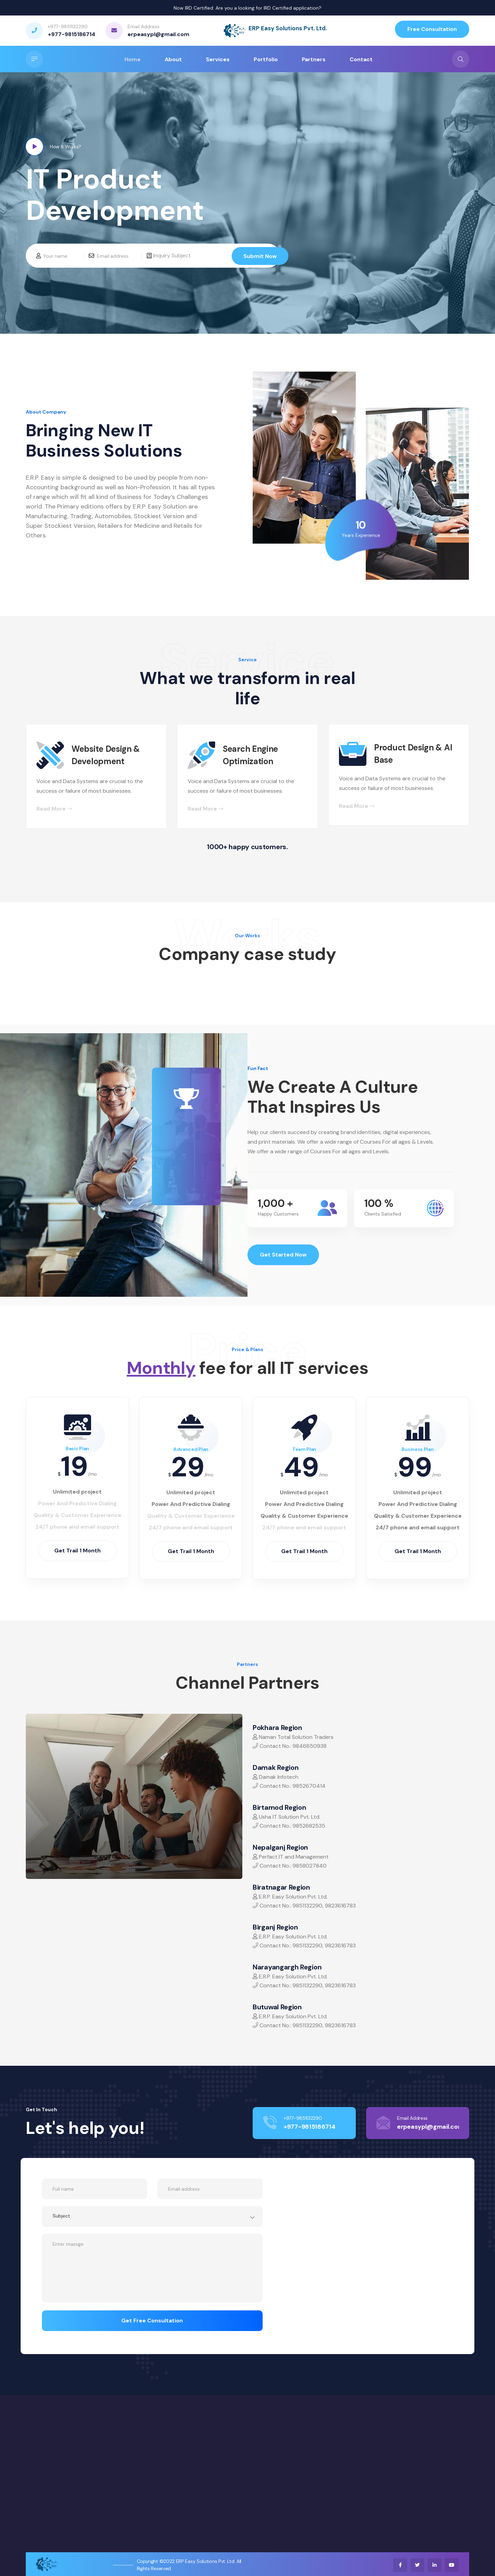 Now IRD Certified: Are you a looking for IRD Certified application?
+977-9851132290
+977-9815186714
Email Address
erpeasypl@gmail.com
ERP Easy Solutions Pvt. Ltd.
Free Consultation
Home
About
Services
Portfolio
Partners
Contact
How It Works?
IT Product
Development
Your name
Email address
Inquiry Subject
Submit Now
About Company
Bringing New IT
Business Solutions
E.R.P. Easy is simple & designed to be used by people from non-
Accounting background as well as Non-Profession. It has all types
of range which will fit all kind of Business for Today's Challenges
world. The Primary editions offers by E.R.P. Easy Solution are
Manufacturing, Trading, Automobiles, Stockiest Version and
Super Stockiest Version, Retailers for Medicine and Retails for
Others.
10
Years Experience
Service
Service
What we transform in real
life
Website Design &
Development
Voice and Data Systems are crucial to the
success or failure of most businesses.
Read More
Search Engine
Optimization
Voice and Data Systems are crucial to the
success or failure of most businesses.
Read More
Product Design & AI
Base
Voice and Data Systems are crucial to the
success or failure of most businesses.
Read More
1000+ happy customers.
Works
Our Works
Company case study
Fun Fact
We Create A Culture
That Inspires Us
Help our clients succeed by creating brand identities, digital experiences,
and print materials. We offer a wide range of Courses For all ages & Levels.
We offer a wide range of Courses For all ages and Levels.
1,000 +
Happy Customers
100 %
Clients Satisfied
Get Started Now
Price
Price & Plans
Monthly fee for all IT services
Basic Plan
$ 19 /mo
Unlimited project
Power And Predictive Dialing
Quality & Customer Experience
24/7 phone and email support
Get Trail 1 Month
Advanced Plan
$ 29 /mo
Unlimited project
Power And Predictive Dialing
Quality & Customer Experience
24/7 phone and email support
Get Trail 1 Month
Team Plan
$ 49 /mo
Unlimited project
Power And Predictive Dialing
Quality & Customer Experience
24/7 phone and email support
Get Trail 1 Month
Business Plan
$ 99 /mo
Unlimited project
Power And Predictive Dialing
Quality & Customer Experience
24/7 phone and email support
Get Trail 1 Month
Partners
Channel Partners
Pokhara Region
Naman Total Solution Traders
Contact No.: 9846650939
Damak Region
Damak Infotech
Contact No.: 9852670414
Birtamod Region
Usha IT Solution Pvt. Ltd.
Contact No.: 9852682535
Nepalganj Region
Perfact IT and Management
Contact No.: 9858027840
Biratnagar Region
E.R.P. Easy Solution Pvt. Ltd.
Contact No.: 9851132290, 9823616783
Birganj Region
E.R.P. Easy Solution Pvt. Ltd.
Contact No.: 9851132290, 9823616783
Narayangargh Region
E.R.P. Easy Solution Pvt. Ltd.
Contact No.: 9851132290, 9823616783
Butuwal Region
E.R.P. Easy Solution Pvt. Ltd.
Contact No.: 9851132290, 9823616783
Get In Touch
Let's help you!
+977-9851132290
+977-9815186714
Email Address
erpeasypl@gmail.co
Full name
Email address
Subject
Enter massge
Get Free Consultation
Copyright ©2022 ERP Easy Solutions Pvt. Ltd. All
Rights Reserved